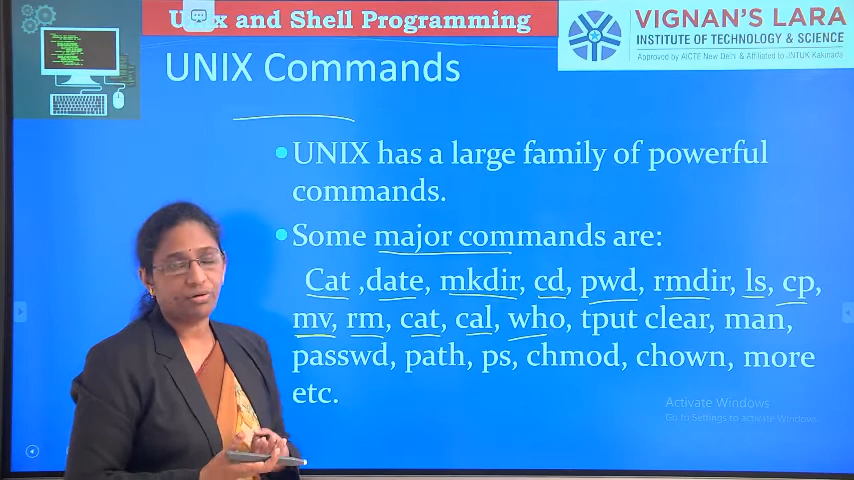 Unix and Shell Programming
VIGNAN'S LARA
INSTITUTE OF TECHNOLOGY & SCIENCE
Approved by AICTE New Delhi & Affiliated to JNTUK Kakinada
UNIX Commands
UNIX has a large family of powerful
commands.
Some major commands are:
Cat ,date, mkdir, cd, pwd, rmdir, ls, cp,
mv, rm, cat, cal, who, tput clear, man,
passwd, path, ps, chmod, chown, more
etc.
Activate Windows
Go to Settings to activate Windows.